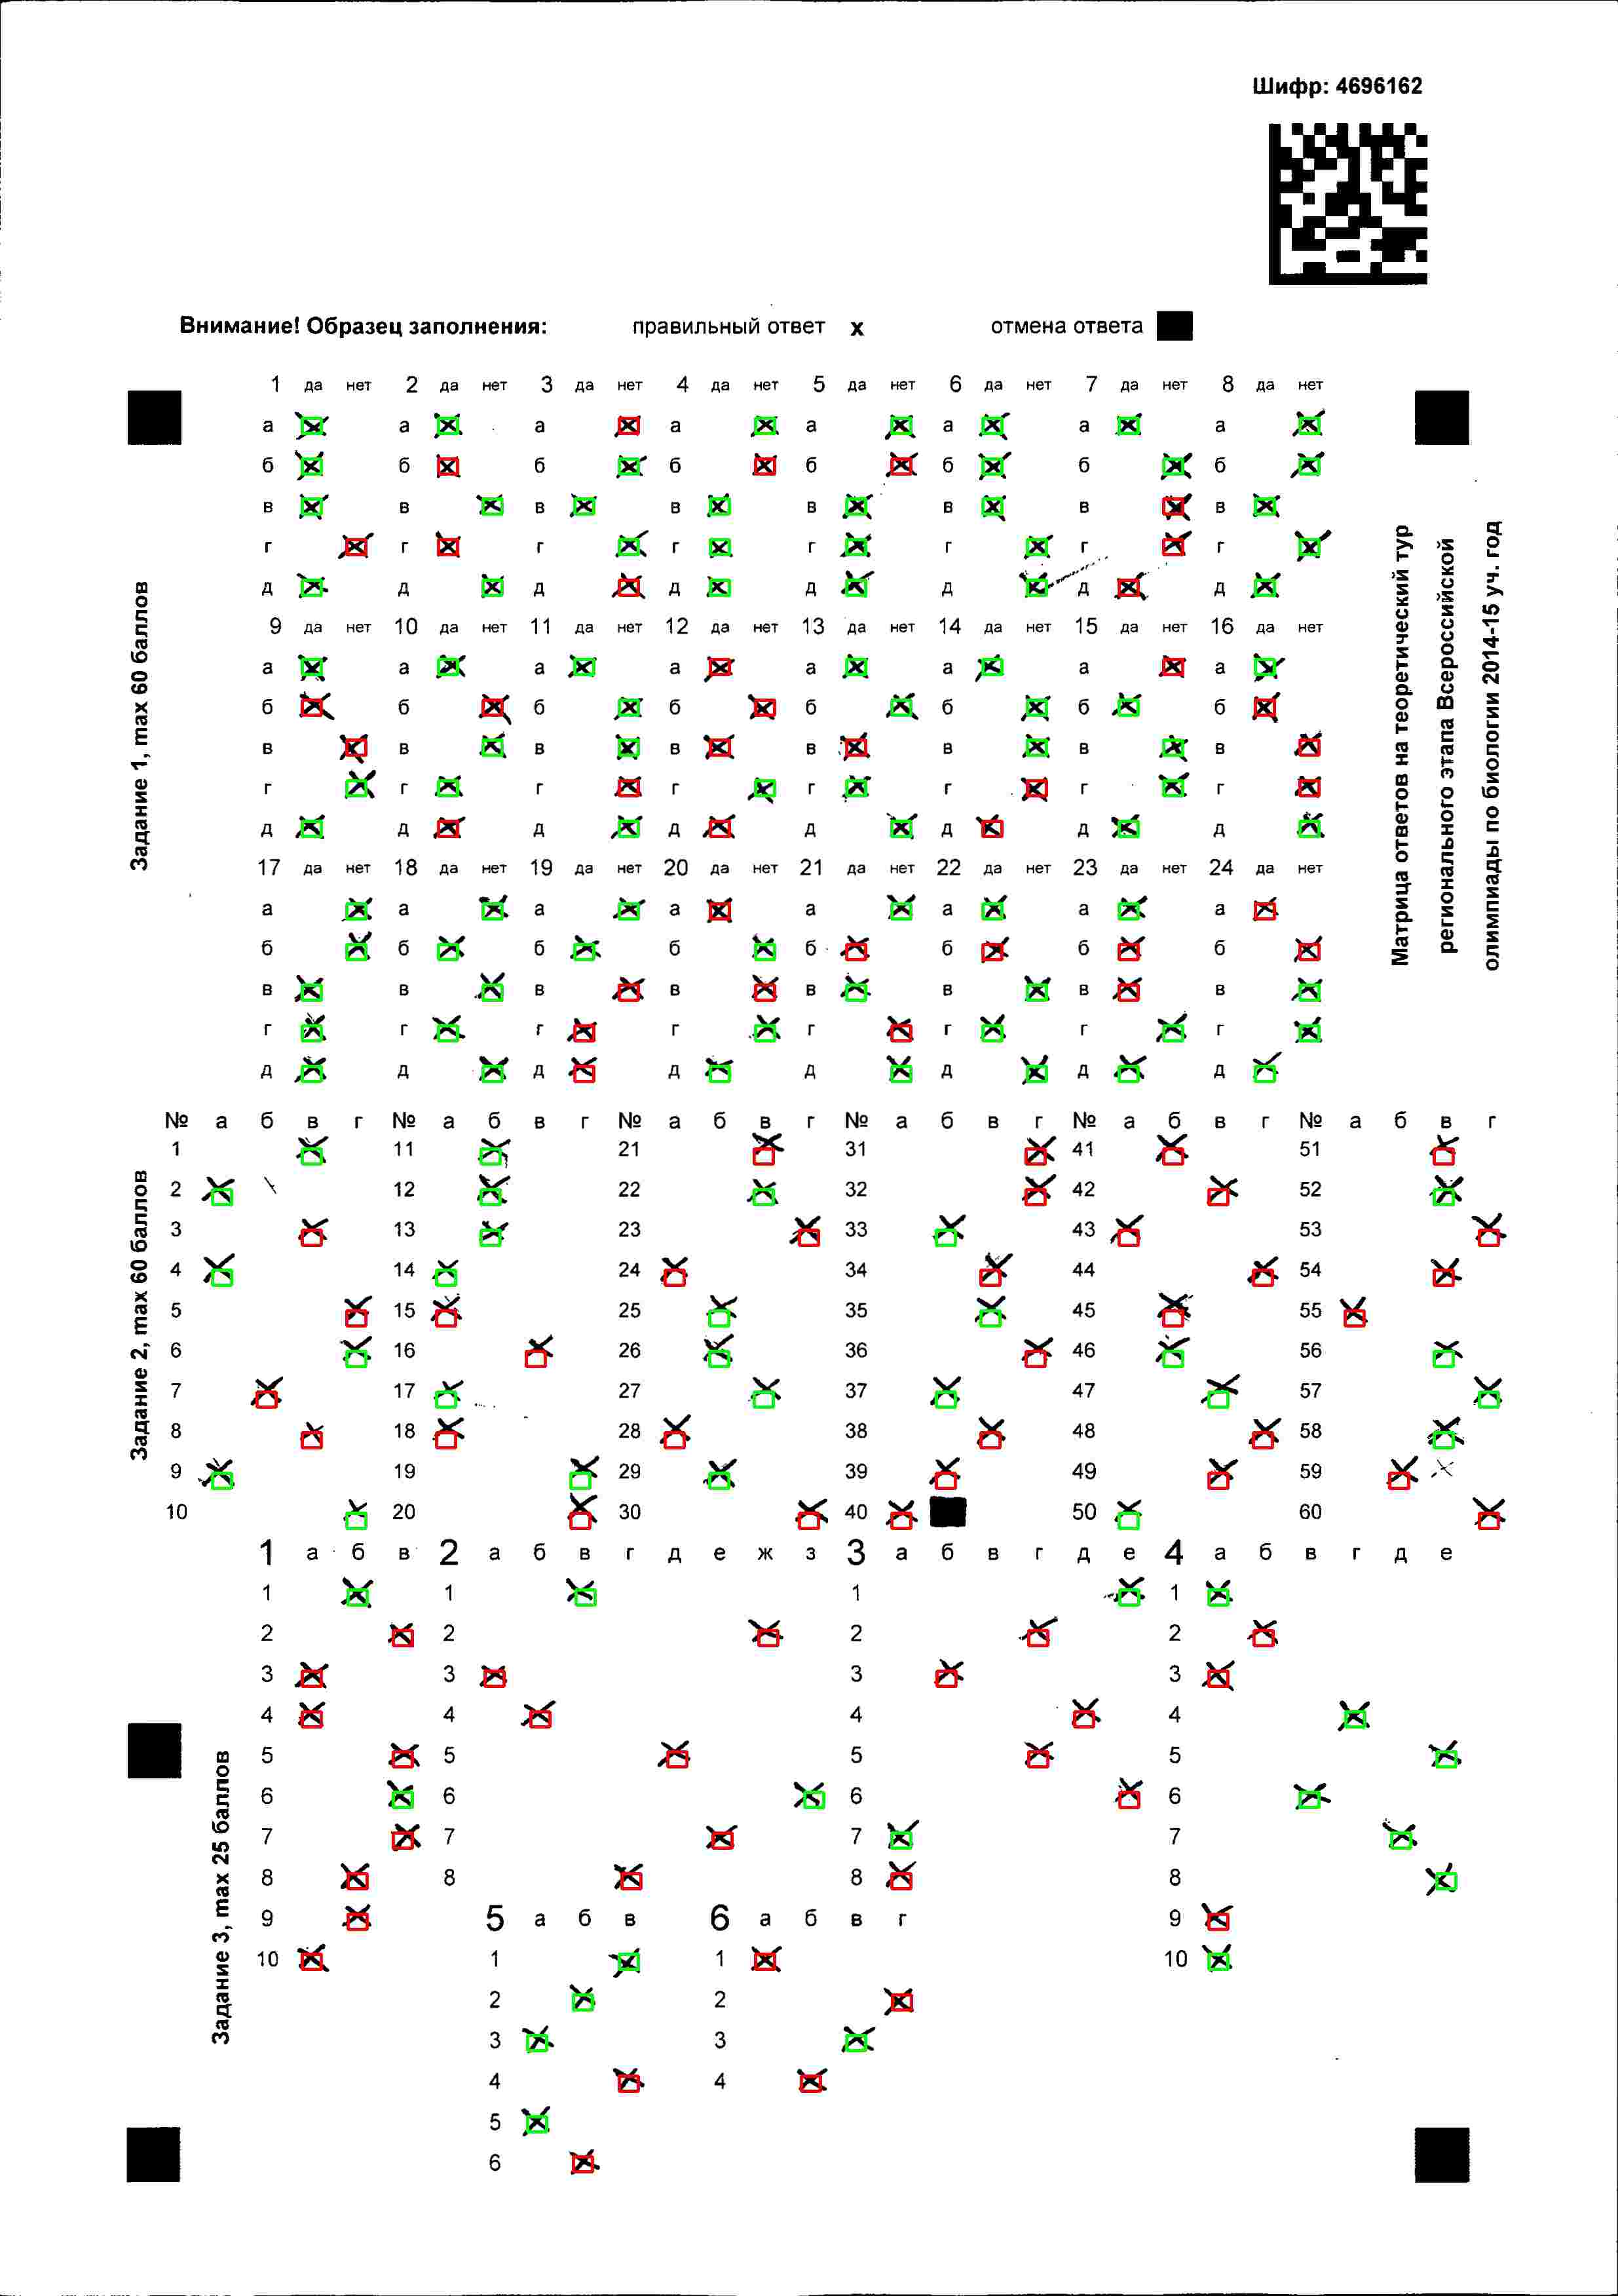 Шифр: 4696162
Внимание! Образец заполнения: правильный ответ x отмена ответа
1 да нет 2 да нет 3 да нет 4 да нет 5 да нет 6 да нет 7 да нет 8 да нет
а а а а а а а а
б б б б б б б б
в в в в в в в в
г г г г г г г г
д д д д д д д д
9 да нет 10 да нет 11 да нет 12 да нет 13 да нет 14 да нет 15 да нет 16 да нет
а а а а а а а а
б б б б б б б б
в в в в в в в в
г г г г г г г г
д д д д д д д д
17 да нет 18 да нет 19 да нет 20 да нет 21 да нет 22 да нет 23 да нет 24 да нет
а а а а а а а а
б б б б б б б б
в в в в в в в в
г г г г г г г г
д д д д д д д д
Задание 1, max 60 баллов
Матрица ответов на теоретический тур
регионального этапа Всероссийской
олимпиады по биологии 2014-15 уч. год
№ а б в г № а б в г № а б в г № а б в г № а б в г № а б в г
1 11 21 31 41 51
2 12 22 32 42 52
3 13 23 33 43 53
4 14 24 34 44 54
5 15 25 35 45 55
6 16 26 36 46 56
7 17 27 37 47 57
8 18 28 38 48 58
9 19 29 39 49 59
10 20 30 40 50 60
Задание 2, max 60 баллов
1 а б в 2 а б в г д е ж з 3 а б в г д е 4 а б в г д е
1 1 1 1
2 2 2 2
3 3 3 3
4 4 4 4
5 5 5 5
6 6 6 6
7 7 7 7
8 8 8 8
9 5 а б в 6 а б в г 9
10 1 1 10
2 2
3 3
4 4
5
6
Задание 3, max 25 баллов